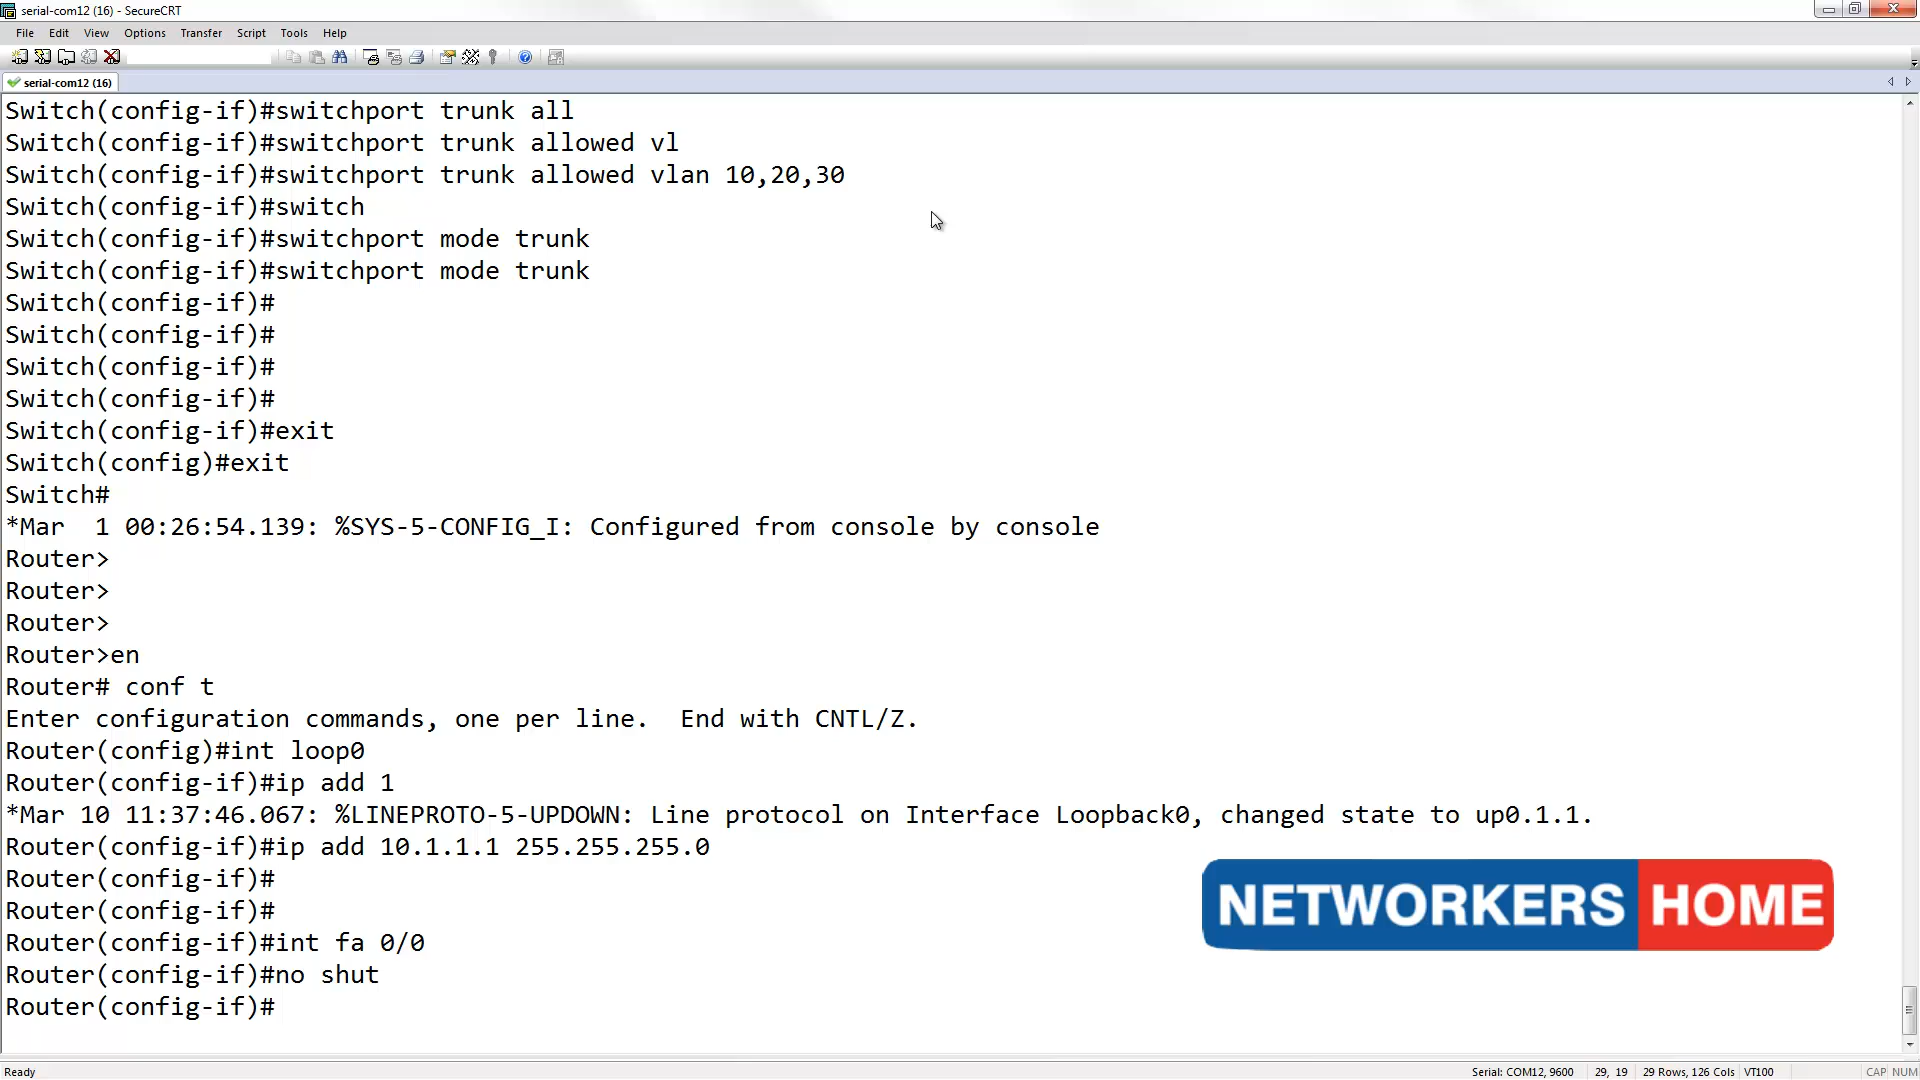 serial-com12 (16) - SecureCRT
File Edit View Options Transfer Script Tools Help
serial-com12 (16)
Switch(config-if)#switchport trunk all
Switch(config-if)#switchport trunk allowed vl
Switch(config-if)#switchport trunk allowed vlan 10,20,30
Switch(config-if)#switch
Switch(config-if)#switchport mode trunk
Switch(config-if)#switchport mode trunk
Switch(config-if)#
Switch(config-if)#
Switch(config-if)#
Switch(config-if)#
Switch(config-if)#exit
Switch(config)#exit
Switch#
*Mar  1 00:26:54.139: %SYS-5-CONFIG_I: Configured from console by console
Router>
Router>
Router>
Router>en
Router# conf t
Enter configuration commands, one per line.  End with CNTL/Z.
Router(config)#int loop0
Router(config-if)#ip add 1
*Mar 10 11:37:46.067: %LINEPROTO-5-UPDOWN: Line protocol on Interface Loopback0, changed state to up0.1.1.
Router(config-if)#ip add 10.1.1.1 255.255.255.0
Router(config-if)#
Router(config-if)#
Router(config-if)#int fa 0/0
Router(config-if)#no shut
Router(config-if)#
NETWORKERS HOME
Ready Serial: COM12, 9600 29, 19 29 Rows, 126 Cols VT100 CAP NUM